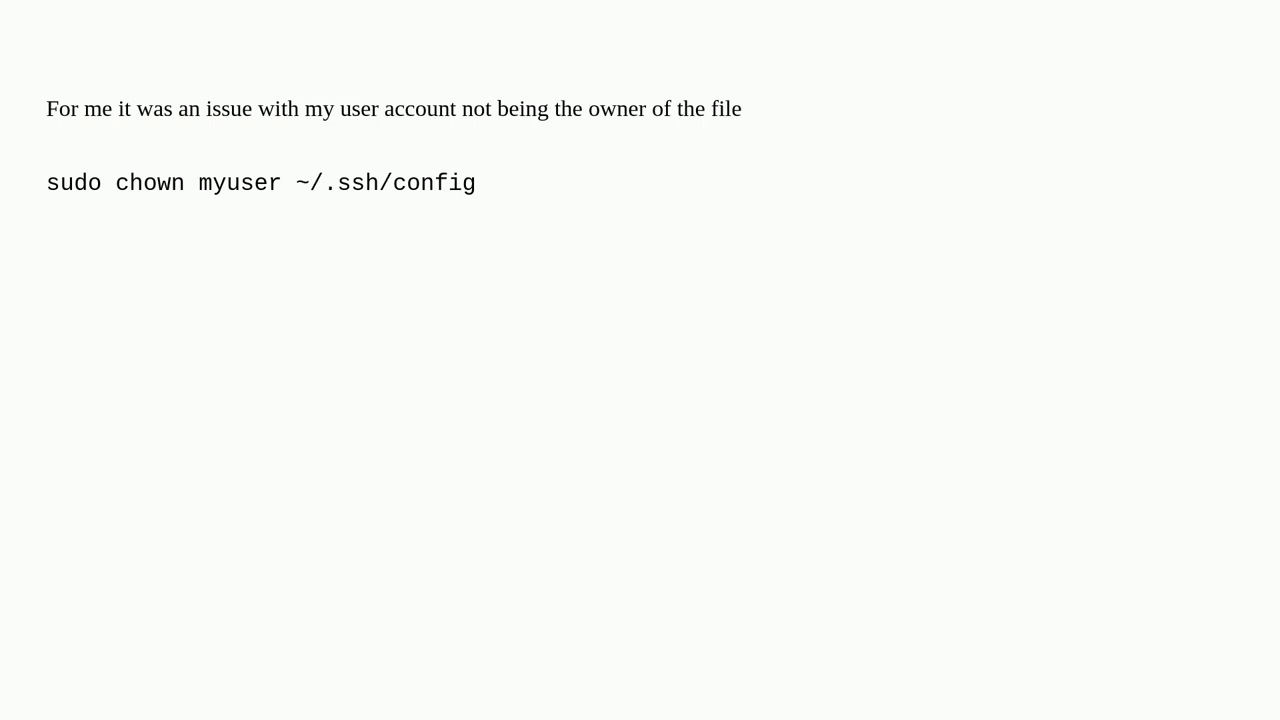 For me it was an issue with my user account not being the owner of the file
sudo chown myuser ~/.ssh/config